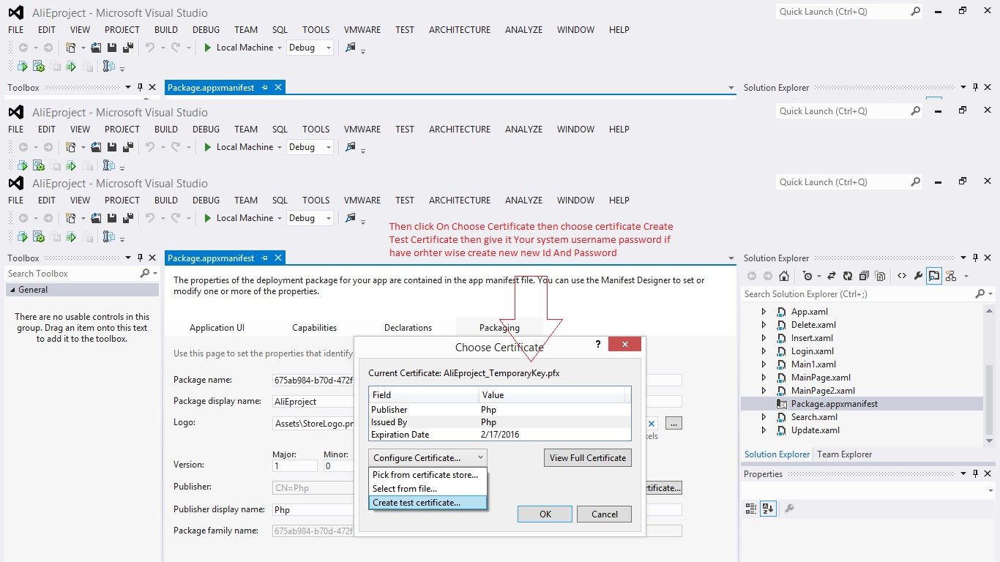 AliEproject - Microsoft Visual Studio
Quick Launch (Ctrl+Q)
FILE EDIT VIEW PROJECT BUILD DEBUG TEAM SQL TOOLS VMWARE TEST ARCHITECTURE ANALYZE WINDOW HELP
Local Machine Debug
Toolbox
Package.appxmanifest
Solution Explorer
AliEproject - Microsoft Visual Studio
Quick Launch (Ctrl+Q)
FILE EDIT VIEW PROJECT BUILD DEBUG TEAM SQL TOOLS VMWARE TEST ARCHITECTURE ANALYZE WINDOW HELP
Local Machine Debug
AliEproject - Microsoft Visual Studio
Quick Launch (Ctrl+Q)
FILE EDIT VIEW PROJECT BUILD DEBUG TEAM SQL TOOLS VMWARE TEST ARCHITECTURE ANALYZE WINDOW HELP
Local Machine Debug
Then click On Choose Certificate then choose certificate Create
Test Certificate then give it Your system username password if
have orhter wise create new new Id And Password
Toolbox
Search Toolbox
General
There are no usable controls in this
group. Drag an item onto this text
to add it to the toolbox.
Package.appxmanifest
The properties of the deployment package for your app are contained in the app manifest file. You can use the Manifest Designer to set or
modify one or more of the properties.
Application UI Capabilities Declarations Packaging
Use this page to set the properties that identify
Package name: 675ab984-b70d-472f
Package display name: AliEproject
Logo: Assets\StoreLogo.pn
...
xels
Major: Minor:
Version: 1 0
Publisher: CN=Php
rtificate...
Publisher display name: Php
Package family name: 675ab984-b70d-472f
Choose Certificate
?
Current Certificate: AliEproject_TemporaryKey.pfx
Field Value
Publisher Php
Issued By Php
Expiration Date 2/17/2016
Configure Certificate... View Full Certificate
Pick from certificate store...
Select from file...
Create test certificate...
OK Cancel
Solution Explorer
Search Solution Explorer (Ctrl+;)
App.xaml
Delete.xaml
Insert.xaml
Login.xaml
Main1.xaml
MainPage.xaml
MainPage2.xaml
Package.appxmanifest
Search.xaml
Update.xaml
Solution Explorer Team Explorer
Properties